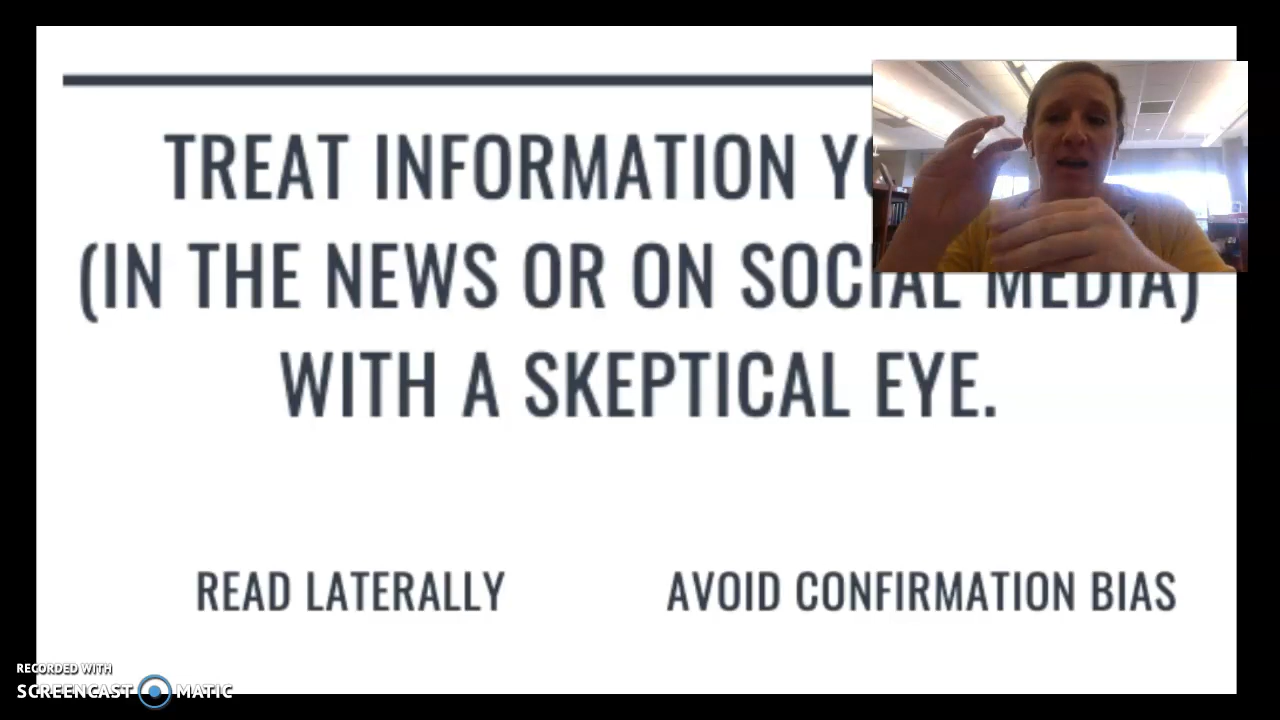 TREAT INFORMATION
(IN THE NEWS OR ON SOCIAL MEDIA)
WITH A SKEPTICAL EYE.
READ LATERALLY
AVOID CONFIRMATION BIAS
RECORDED WITH
SCREENCAST MATIC